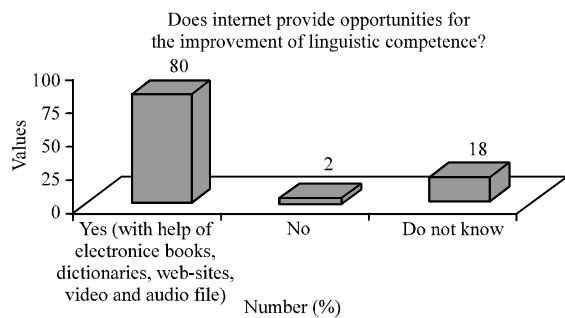 Does internet provide opportunities for
the improvement of linguistic competence?
80
100
75
50
25
0
Values
2
18
Yes (with help of
electronice books,
dictionaries, web-sites,
video and audio file)
No
Do not know
Number (%)